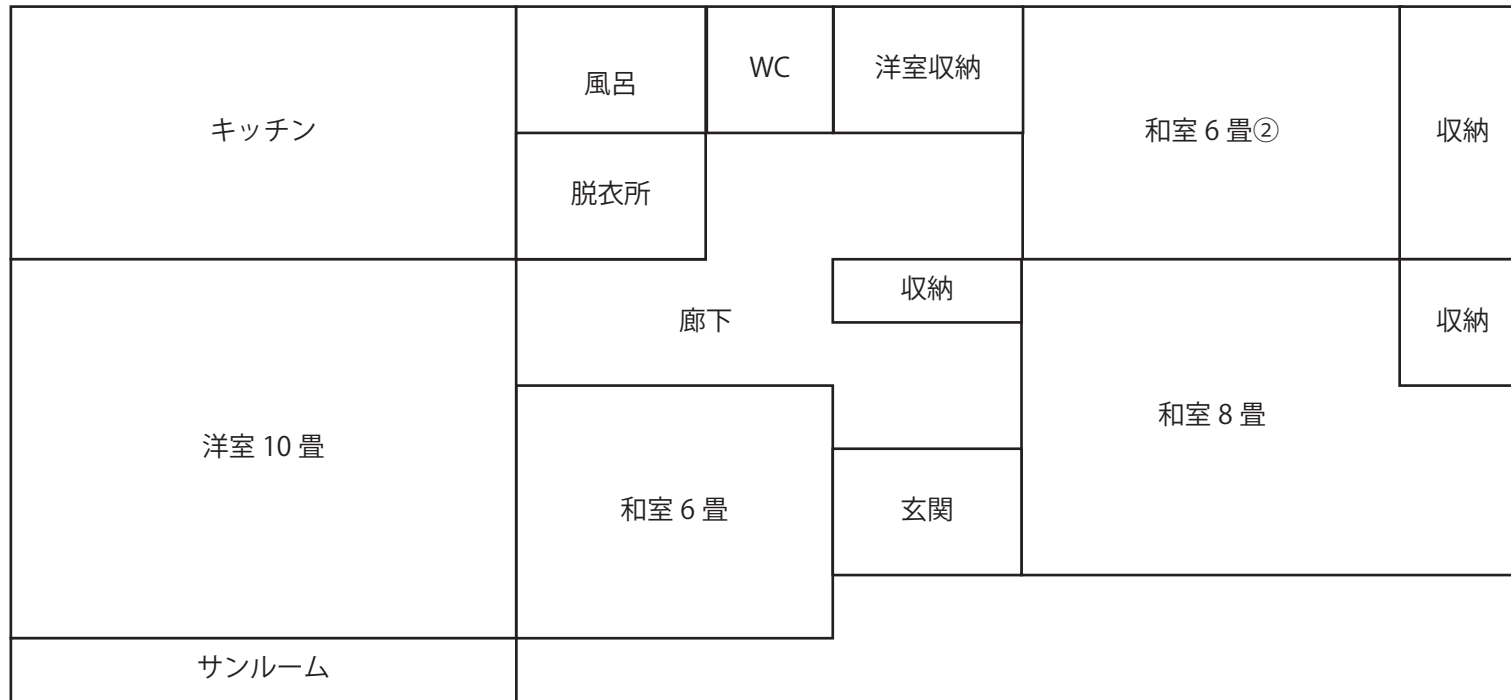 キッチン
風呂
WC
洋室収納
和室 6 畳②
収納
脱衣所
収納
廊下
収納
洋室 10 畳
和室 8 畳
和室 6 畳
玄関
サンルーム